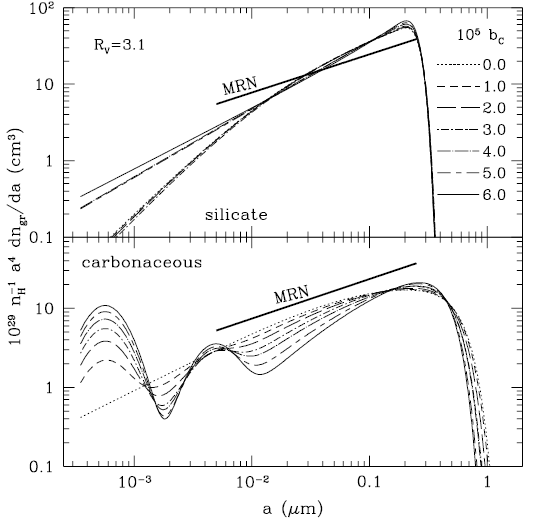 10² 
R_V=3.1
10⁵ b_C
0.0
10
MRN
1.0
2.0
3.0
1
4.0
5.0
silicate
6.0
0.1
10²⁹ n_H⁻¹ a⁴ dn_gr/da (cm³)
carbonaceous
MRN
10
1
0.1
10⁻³
10⁻²
0.1
1
a (μm)